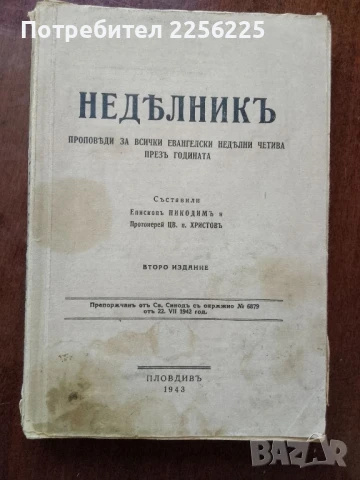 Потребител 2256243
НЕДѢЛНИКЪ
ПРОПОВѢДИ ЗА ВСИЧКИ ЕВАНГЕЛСКИ НЕДѢЛНИ ЧЕТИВА
ПРЕЗЪ ГОДИНАТА
Съставили
Епископъ НИКОДИМЪ и
Протоиерей ЦВ. п. ХРИСТОВЪ
ВТОРО ИЗДАНИЕ
Препоръчанъ отъ Св. Синодъ съ окръжно № 6879
отъ 22. VII 1942 год.
ПЛОВДИВЪ
1943
BAZAR